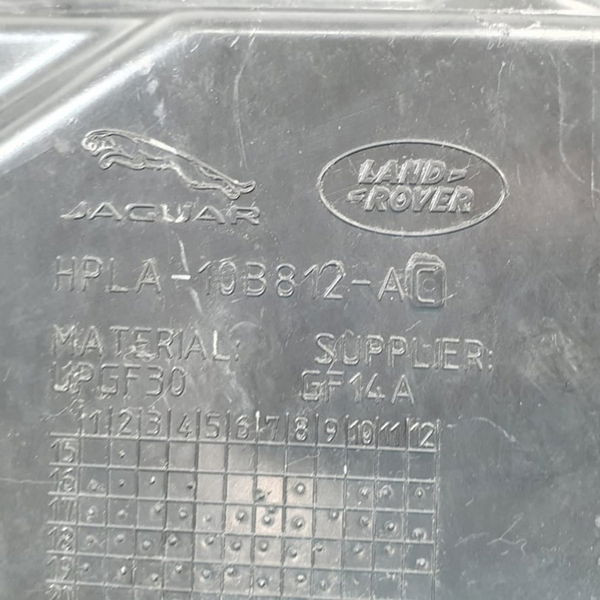 JAGUAR
LAND-
-ROVER
HPLA-10B812-AC
MATERIAL: SUPPLIER:
GF14A
1 2 3 4 5 6 7 8 9 10 11 12
15
16
17
18
19